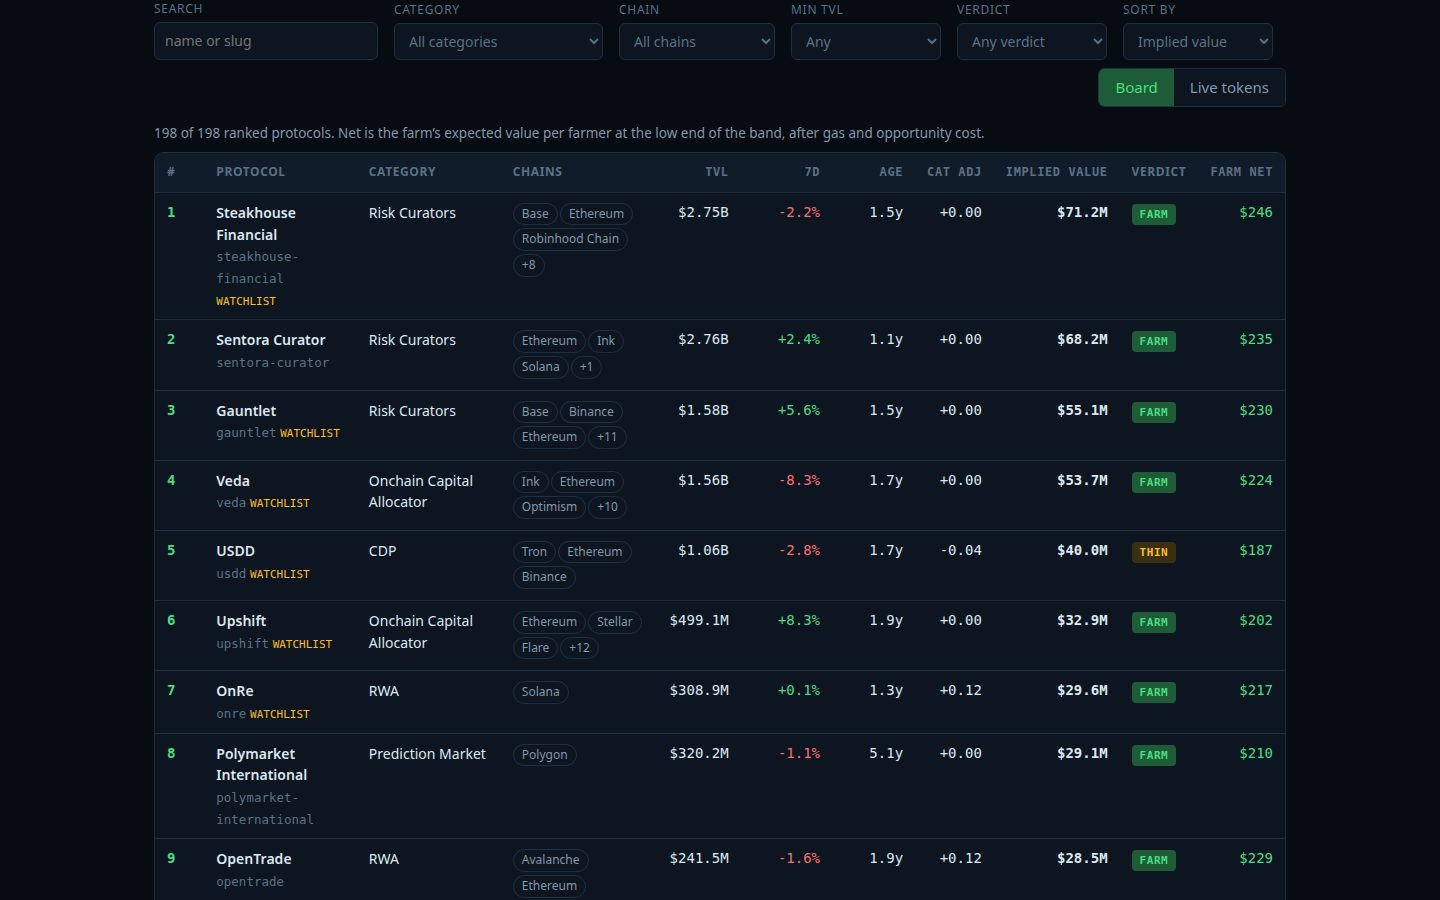 SEARCH CATEGORY CHAIN MIN TVL VERDICT SORT BY
name or slug All categories All chains Any Any verdict Implied value
Board Live tokens
198 of 198 ranked protocols. Net is the farm's expected value per farmer at the low end of the band, after gas and opportunity cost.
# PROTOCOL CATEGORY CHAINS TVL 7D AGE CAT ADJ IMPLIED VALUE VERDICT FARM NET
1 Steakhouse Risk Curators Base Ethereum $2.75B -2.2% 1.5y +0.00 $71.2M FARM $246
Financial Robinhood Chain
steakhouse- +8
financial
WATCHLIST
2 Sentora Curator Risk Curators Ethereum Ink $2.76B +2.4% 1.1y +0.00 $68.2M FARM $235
sentora-curator Solana +1
3 Gauntlet Risk Curators Base Binance $1.58B +5.6% 1.5y +0.00 $55.1M FARM $230
gauntlet WATCHLIST Ethereum +11
4 Veda Onchain Capital Ink Ethereum $1.56B -8.3% 1.7y +0.00 $53.7M FARM $224
veda WATCHLIST Allocator Optimism +10
5 USDD CDP Tron Ethereum $1.06B -2.8% 1.7y -0.04 $40.0M THIN $187
usdd WATCHLIST Binance
6 Upshift Onchain Capital Ethereum Stellar $499.1M +8.3% 1.9y +0.00 $32.9M FARM $202
upshift WATCHLIST Allocator Flare +12
7 OnRe RWA Solana $308.9M +0.1% 1.3y +0.12 $29.6M FARM $217
onre WATCHLIST
8 Polymarket Prediction Market Polygon $320.2M -1.1% 5.1y +0.00 $29.1M FARM $210
International
polymarket-
international
9 OpenTrade RWA Avalanche $241.5M -1.6% 1.9y +0.12 $28.5M FARM $229
opentrade Ethereum